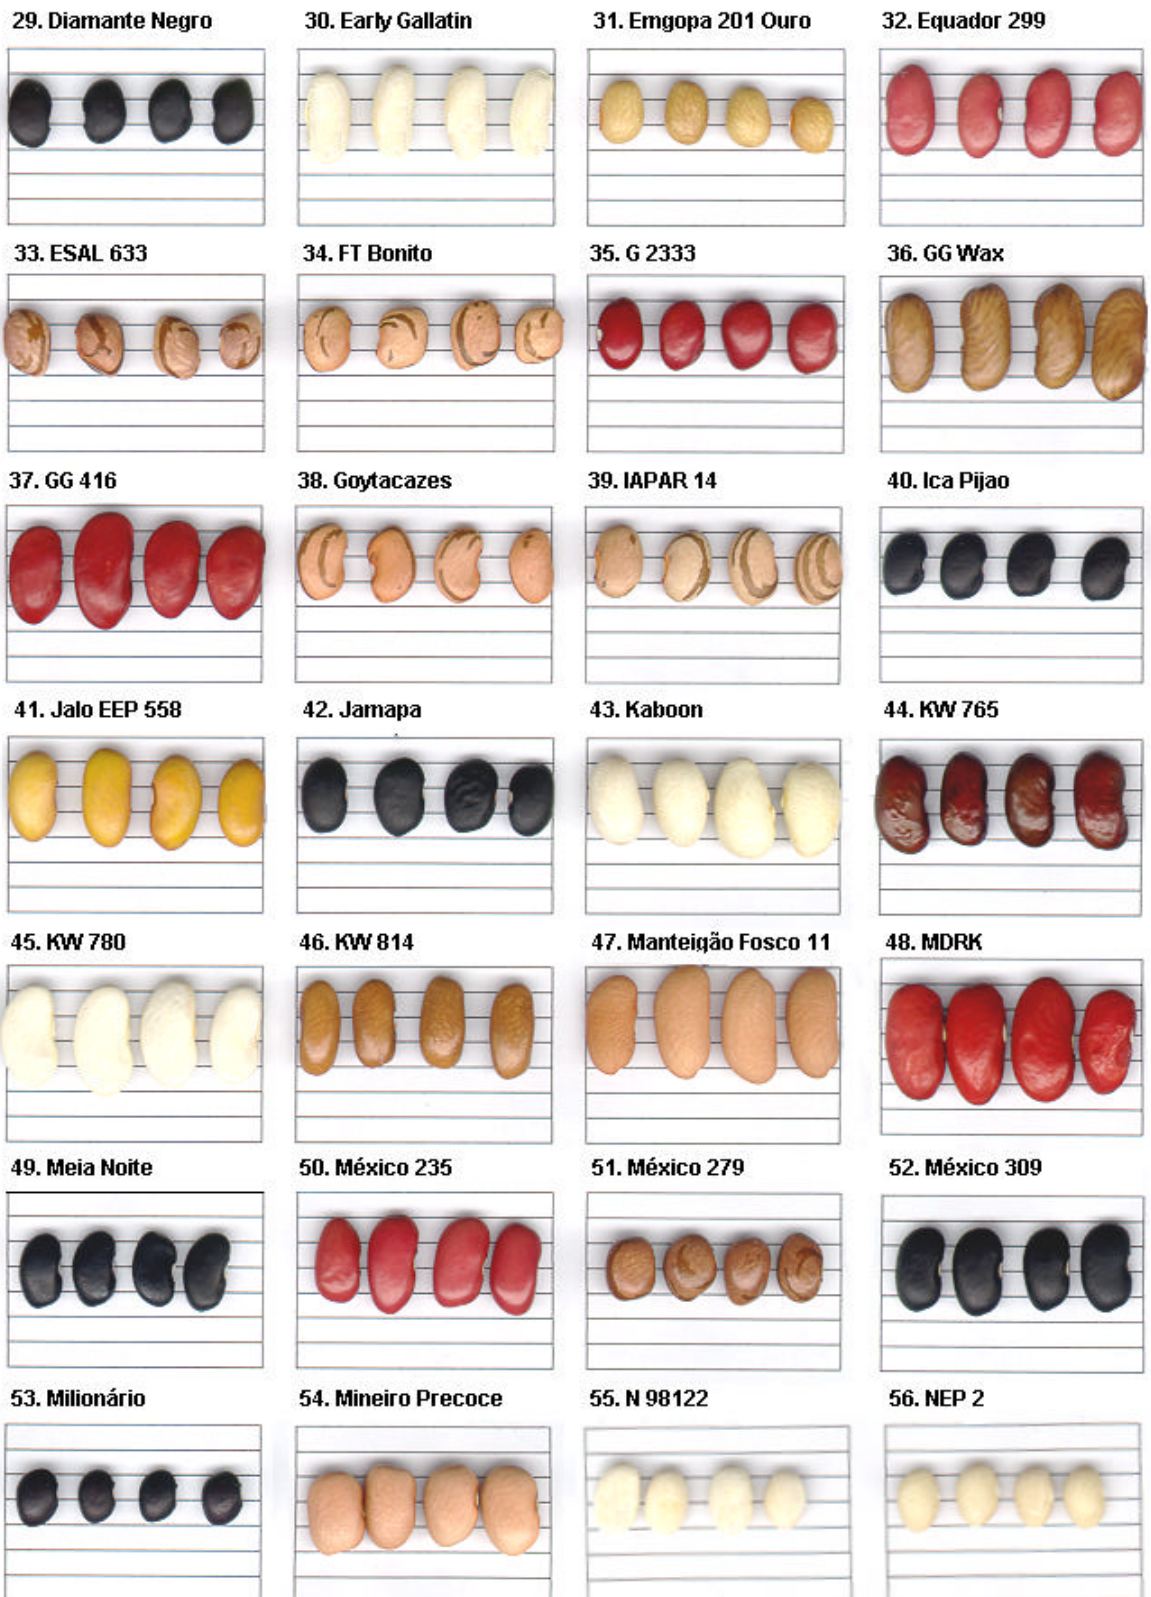 29. Diamante Negro
30. Early Gallatin
31. Emgopa 201 Ouro
32. Equador 299
33. ESAL 633
34. FT Bonito
35. G 2333
36. GG Wax
37. GG 416
38. Goytacazes
39. IAPAR 14
40. Ica Pijao
41. Jalo EEP 558
42. Jamapa
43. Kaboon
44. KW 765
45. KW 780
46. KW 814
47. Manteigão Fosco 11
48. MDRK
49. Meia Noite
50. México 235
51. México 279
52. México 309
53. Milionário
54. Mineiro Precoce
55. N 98122
56. NEP 2